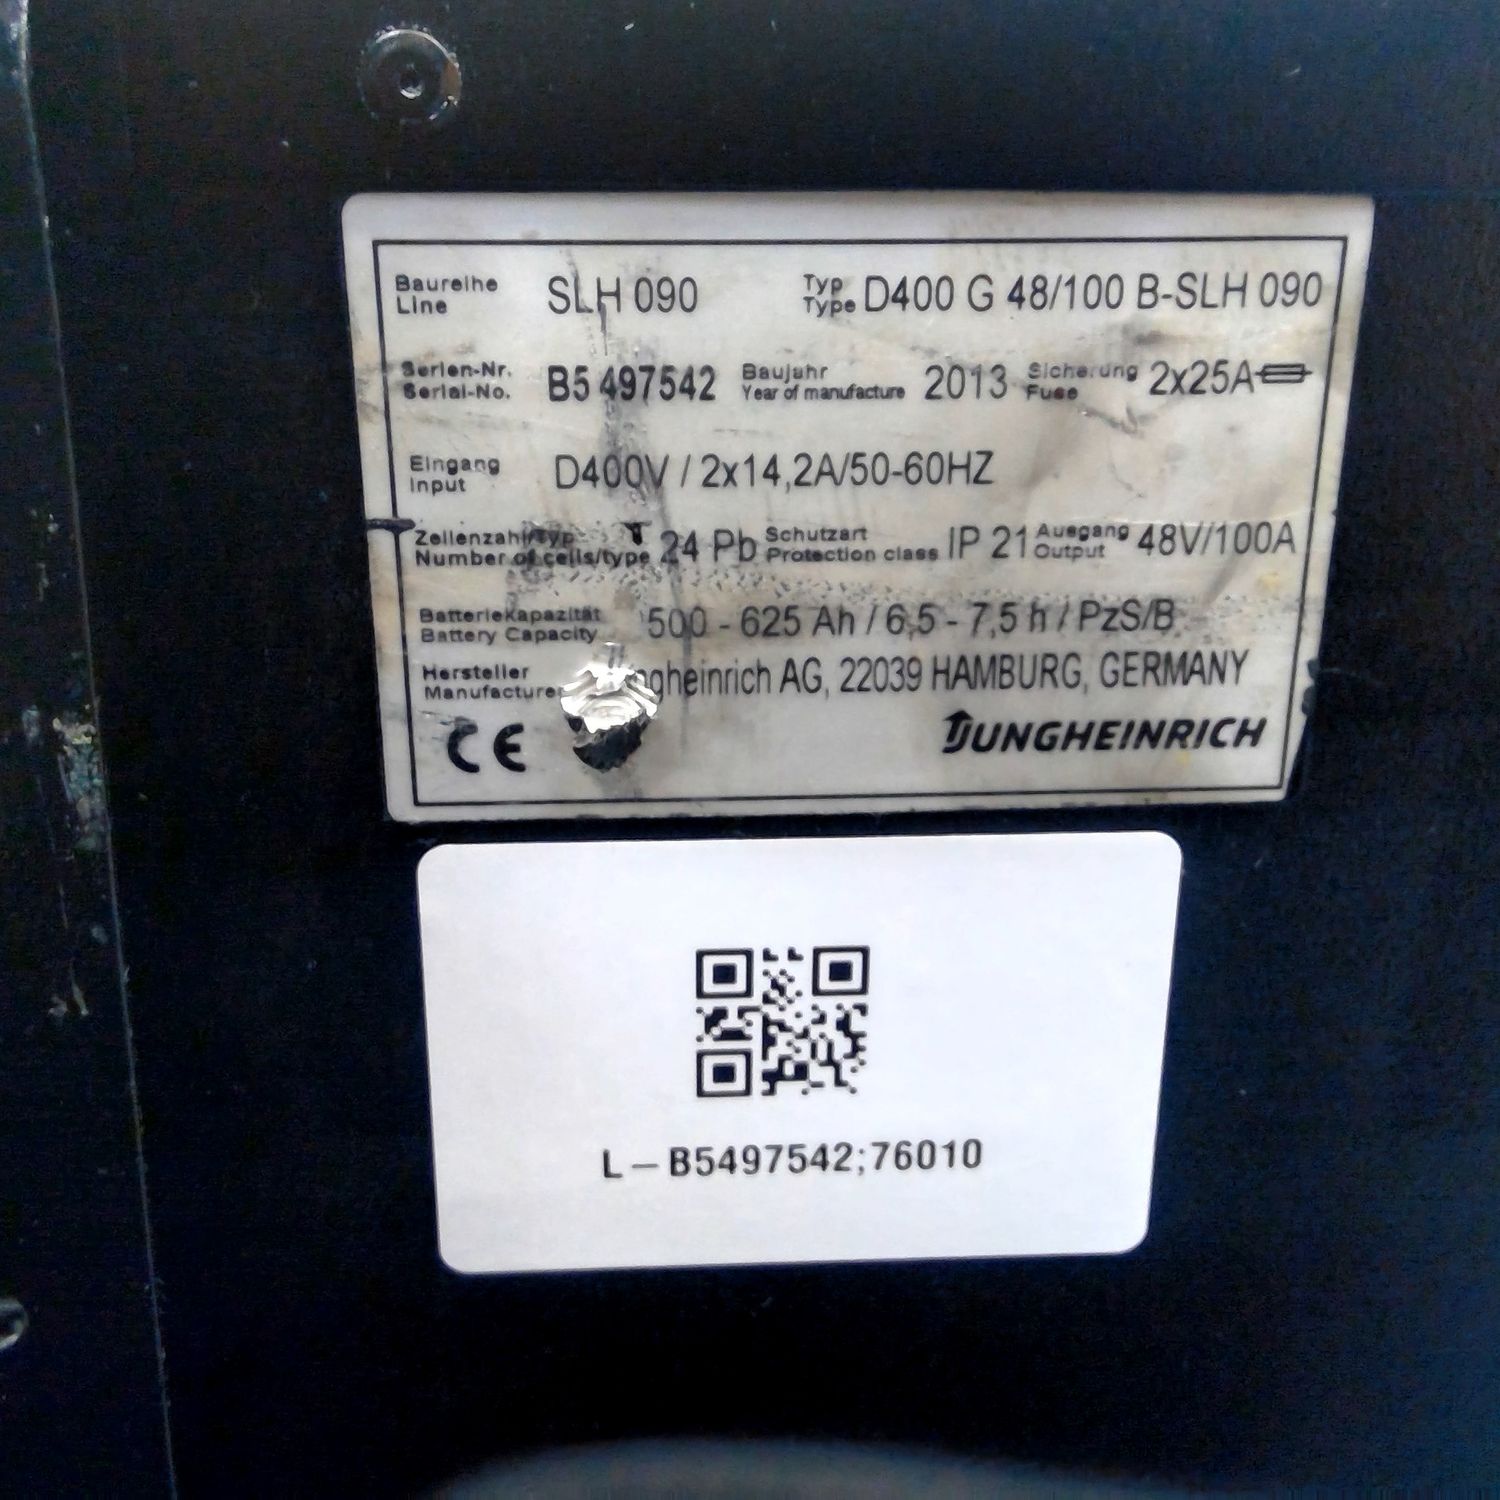 Baureihe
Line
SLH 090
Typ
Type
D400 G 48/100 B-SLH 090
Serien-Nr.
Serial-No.
B5 497542
Baujahr
Year of manufacture
2013
Sicherung
Fuse
2x25A
Eingang
Input
D400V / 2x14,2A/50-60HZ
Zellenzahl/Typ
Number of cells/type
24 Pb
Schutzart
Protection class
IP 21
Ausgang
Output
48V/100A
Batteriekapazität
Battery Capacity
500 - 625 Ah / 6,5 - 7,5 h / PzS/B
Hersteller
Manufacturer
AG, 22039 HAMBURG, GERMANY
CE
JUNGHEINRICH
L-B5497542;76010